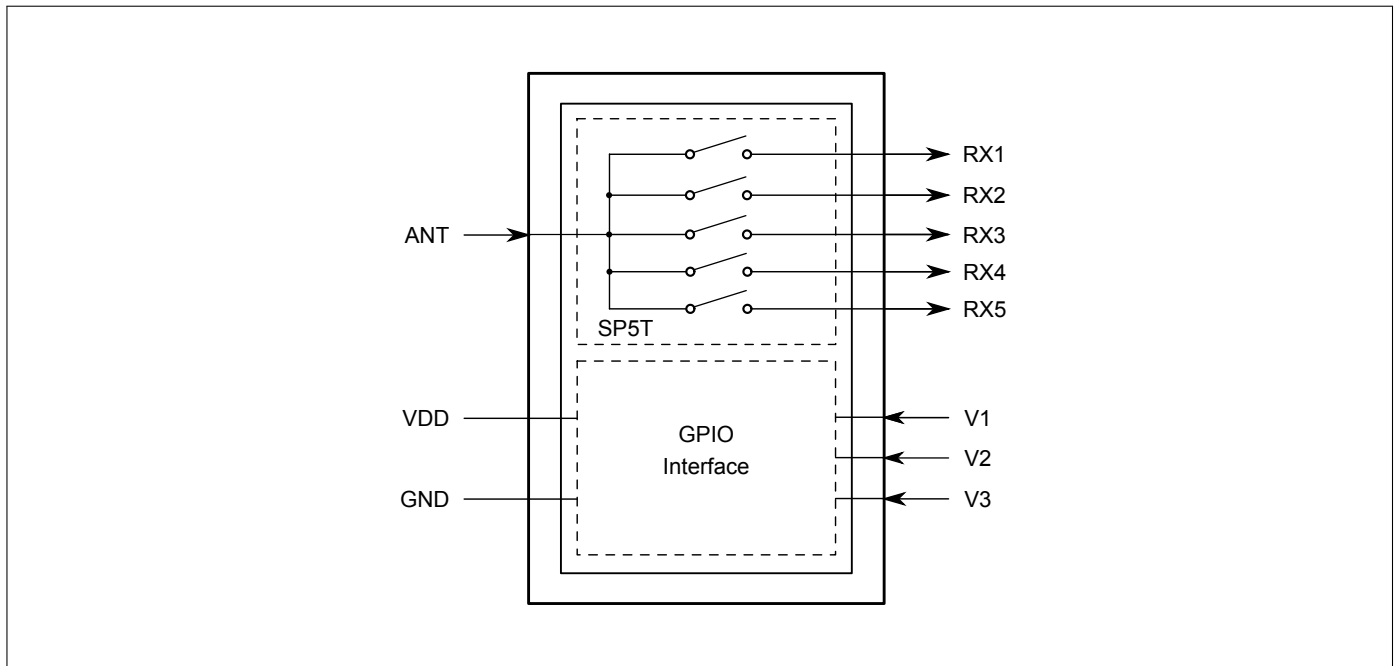 RX1
RX2
ANT
RX3
RX4
RX5
SP5T
VDD
V1
GPIO
Interface
V2
GND
V3